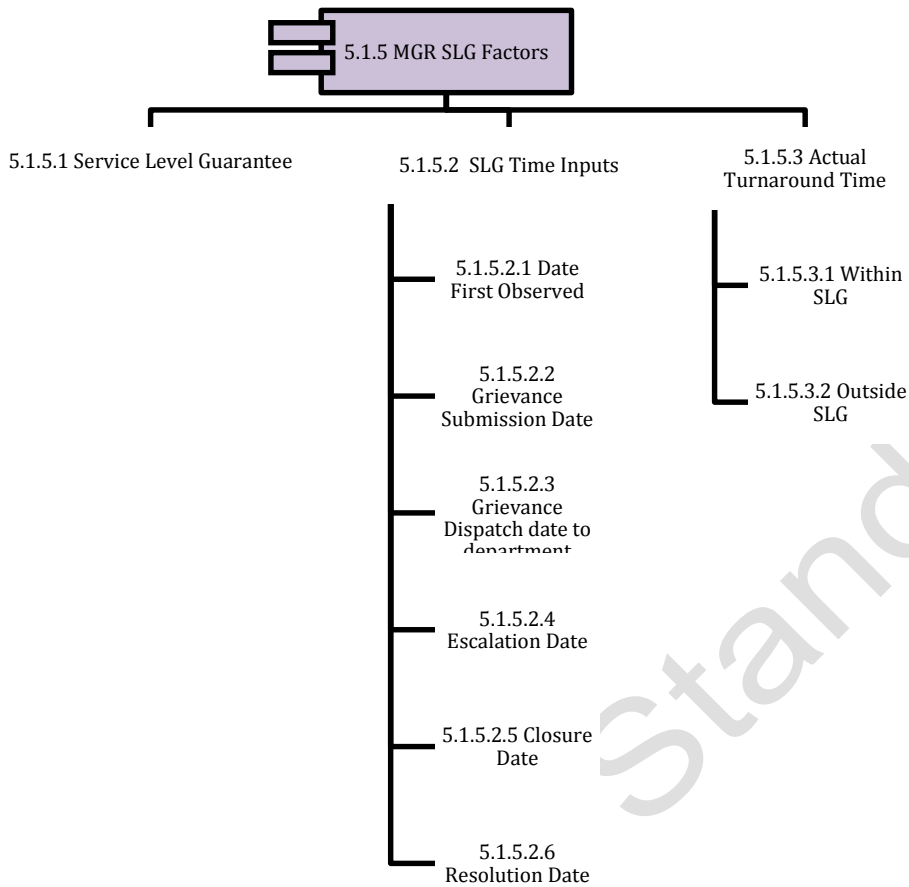 5.1.5 MGR SLG Factors
5.1.5.1 Service Level Guarantee
5.1.5.2 SLG Time Inputs
5.1.5.2.1 Date
First Observed
5.1.5.2.2
Grievance
Submission Date
5.1.5.2.3
Grievance
Dispatch date to
department
5.1.5.2.4
Escalation Date
5.1.5.2.5 Closure
Date
5.1.5.2.6
Resolution Date
5.1.5.3 Actual
Turnaround Time
5.1.5.3.1 Within
SLG
5.1.5.3.2 Outside
SLG
Stand